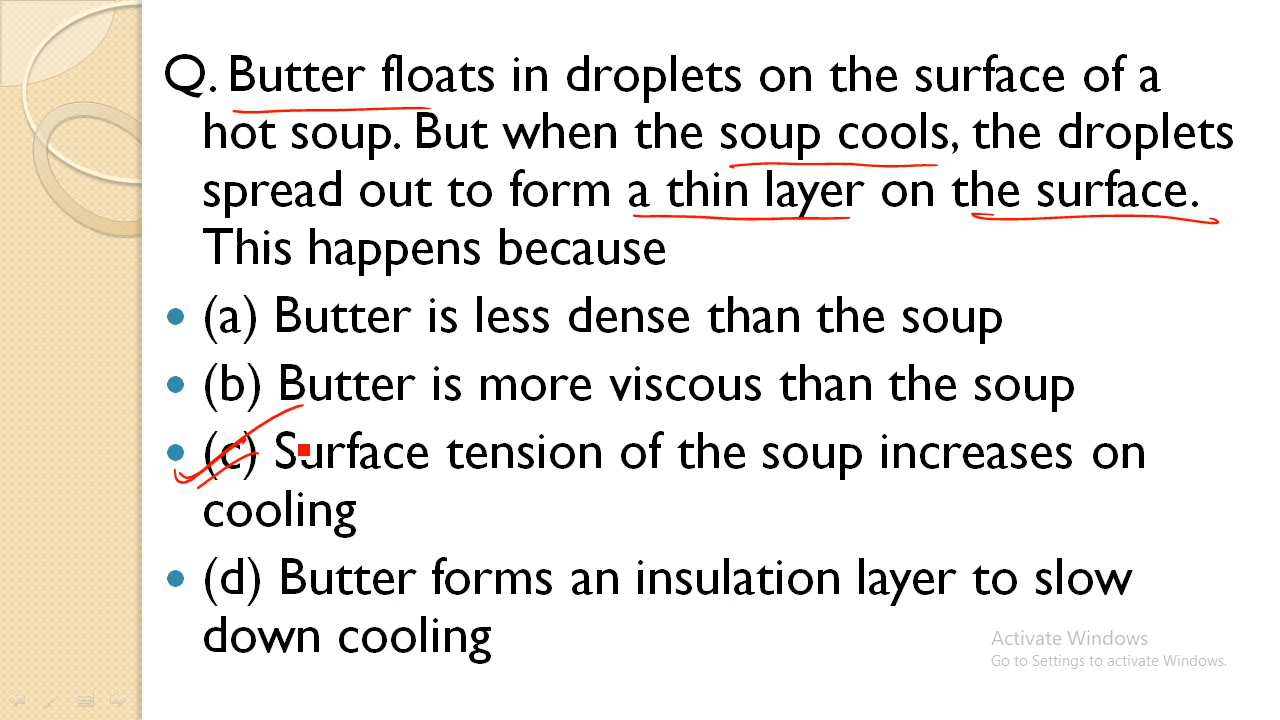 Q. Butter floats in droplets on the surface of a
hot soup. But when the soup cools, the droplets
spread out to form a thin layer on the surface.
This happens because
• (a) Butter is less dense than the soup
• (b) Butter is more viscous than the soup
• (c) Surface tension of the soup increases on
cooling
• (d) Butter forms an insulation layer to slow
down cooling
Activate Windows
Go to Settings to activate Windows.